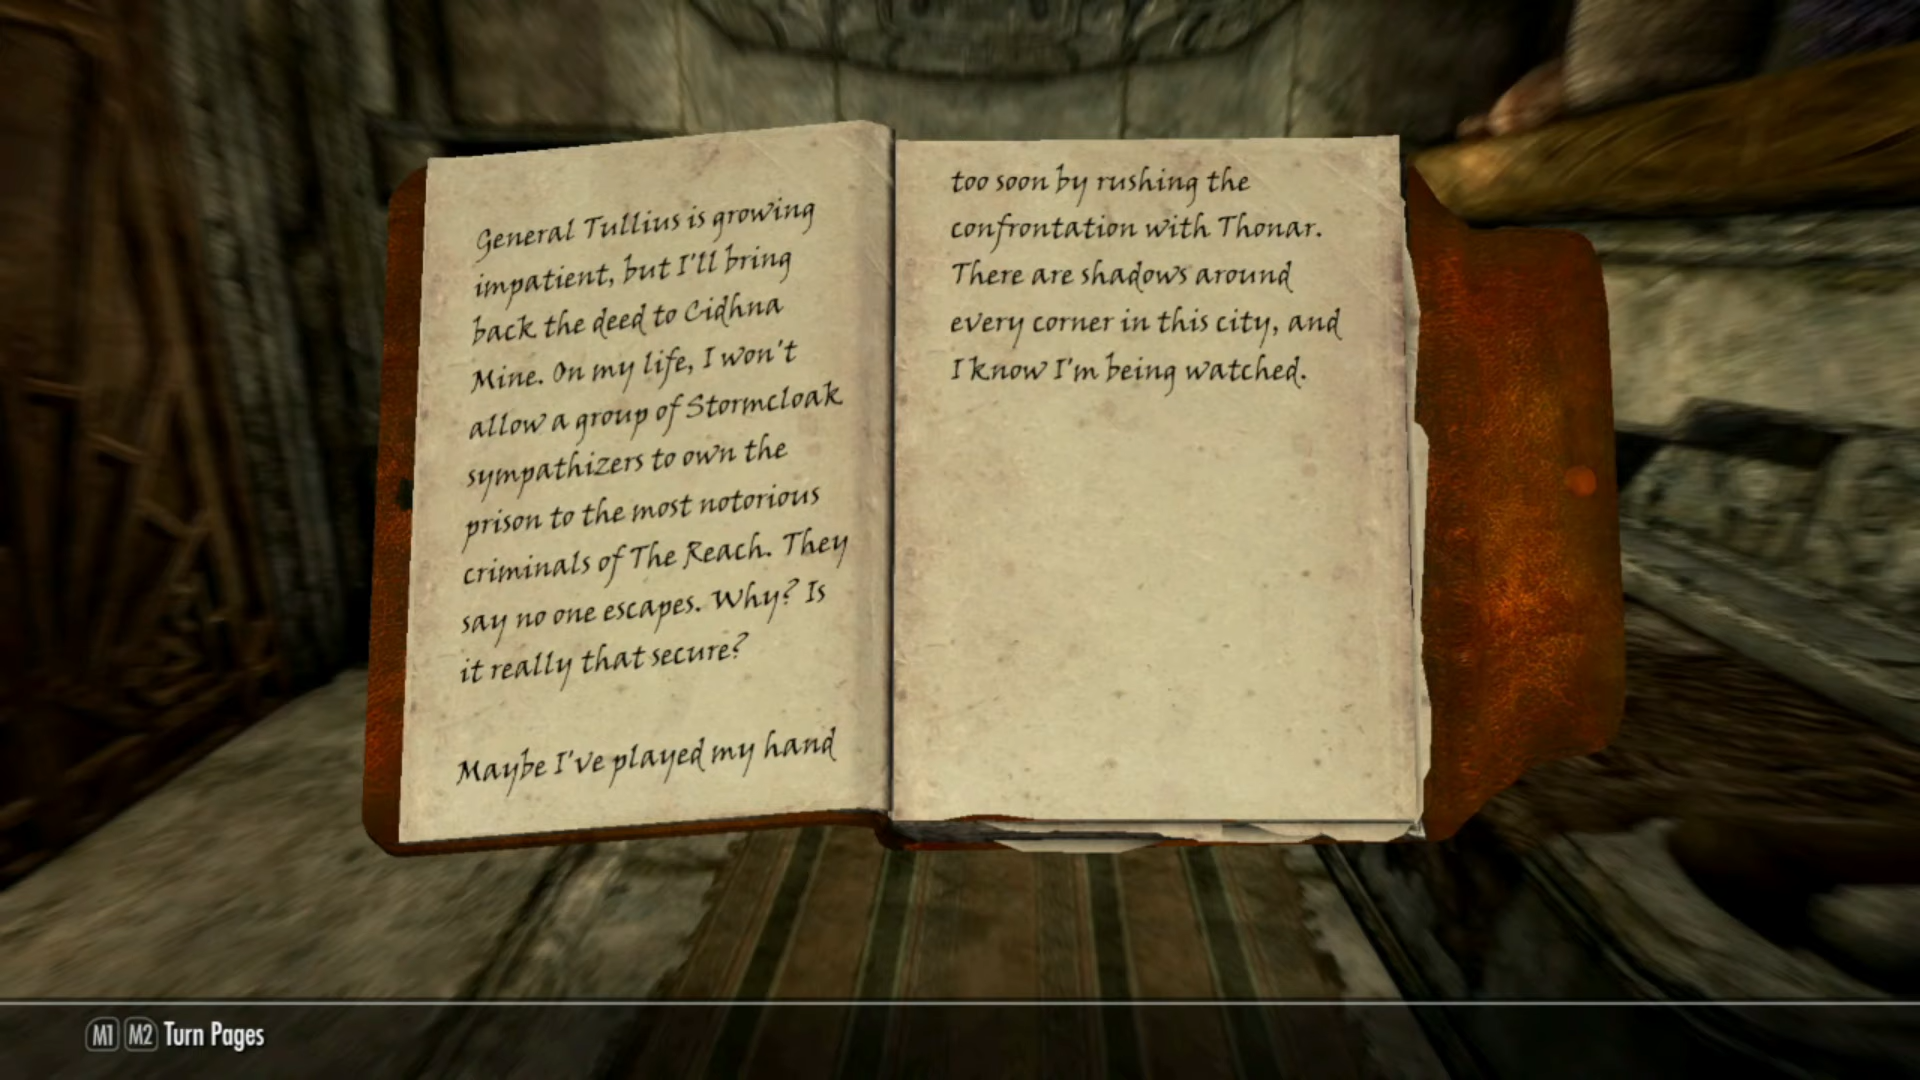 General Tullius is growing
impatient, but I'll bring
back the deed to Cidhna
Mine. On my life, I won't
allow a group of Stormcloak
sympathizers to own the
prison to the most notorious
criminals of The Reach. They
say no one escapes. Why? Is
it really that secure?
Maybe I've played my hand
too soon by rushing the
confrontation with Thonar.
There are shadows around
every corner in this city, and
I know I'm being watched.
M1 M2 Turn Pages